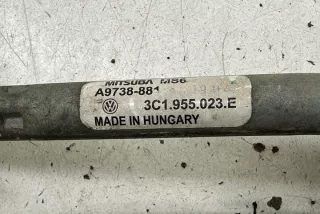 MITSUBA MS6
A9738-881
3C1.955.023.E
MADE IN HUNGARY